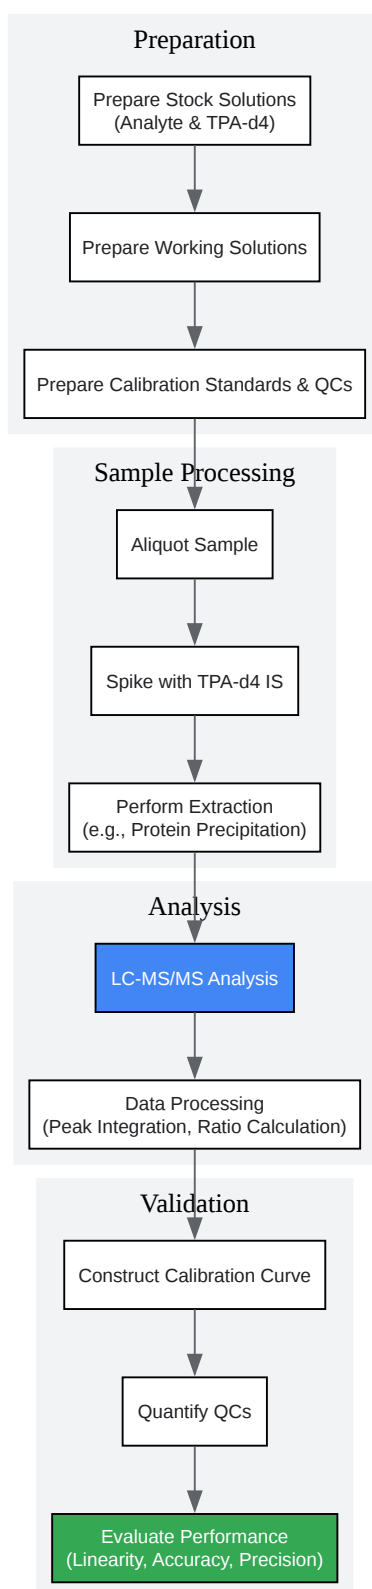 Preparation
Prepare Stock Solutions
(Analyte & TPA-d4)
Prepare Working Solutions
Prepare Calibration Standards & QCs
Sample Processing
Aliquot Sample
Spike with TPA-d4 IS
Perform Extraction
(e.g., Protein Precipitation)
Analysis
LC-MS/MS Analysis
Data Processing
(Peak Integration, Ratio Calculation)
Validation
Construct Calibration Curve
Quantify QCs
Evaluate Performance
(Linearity, Accuracy, Precision)